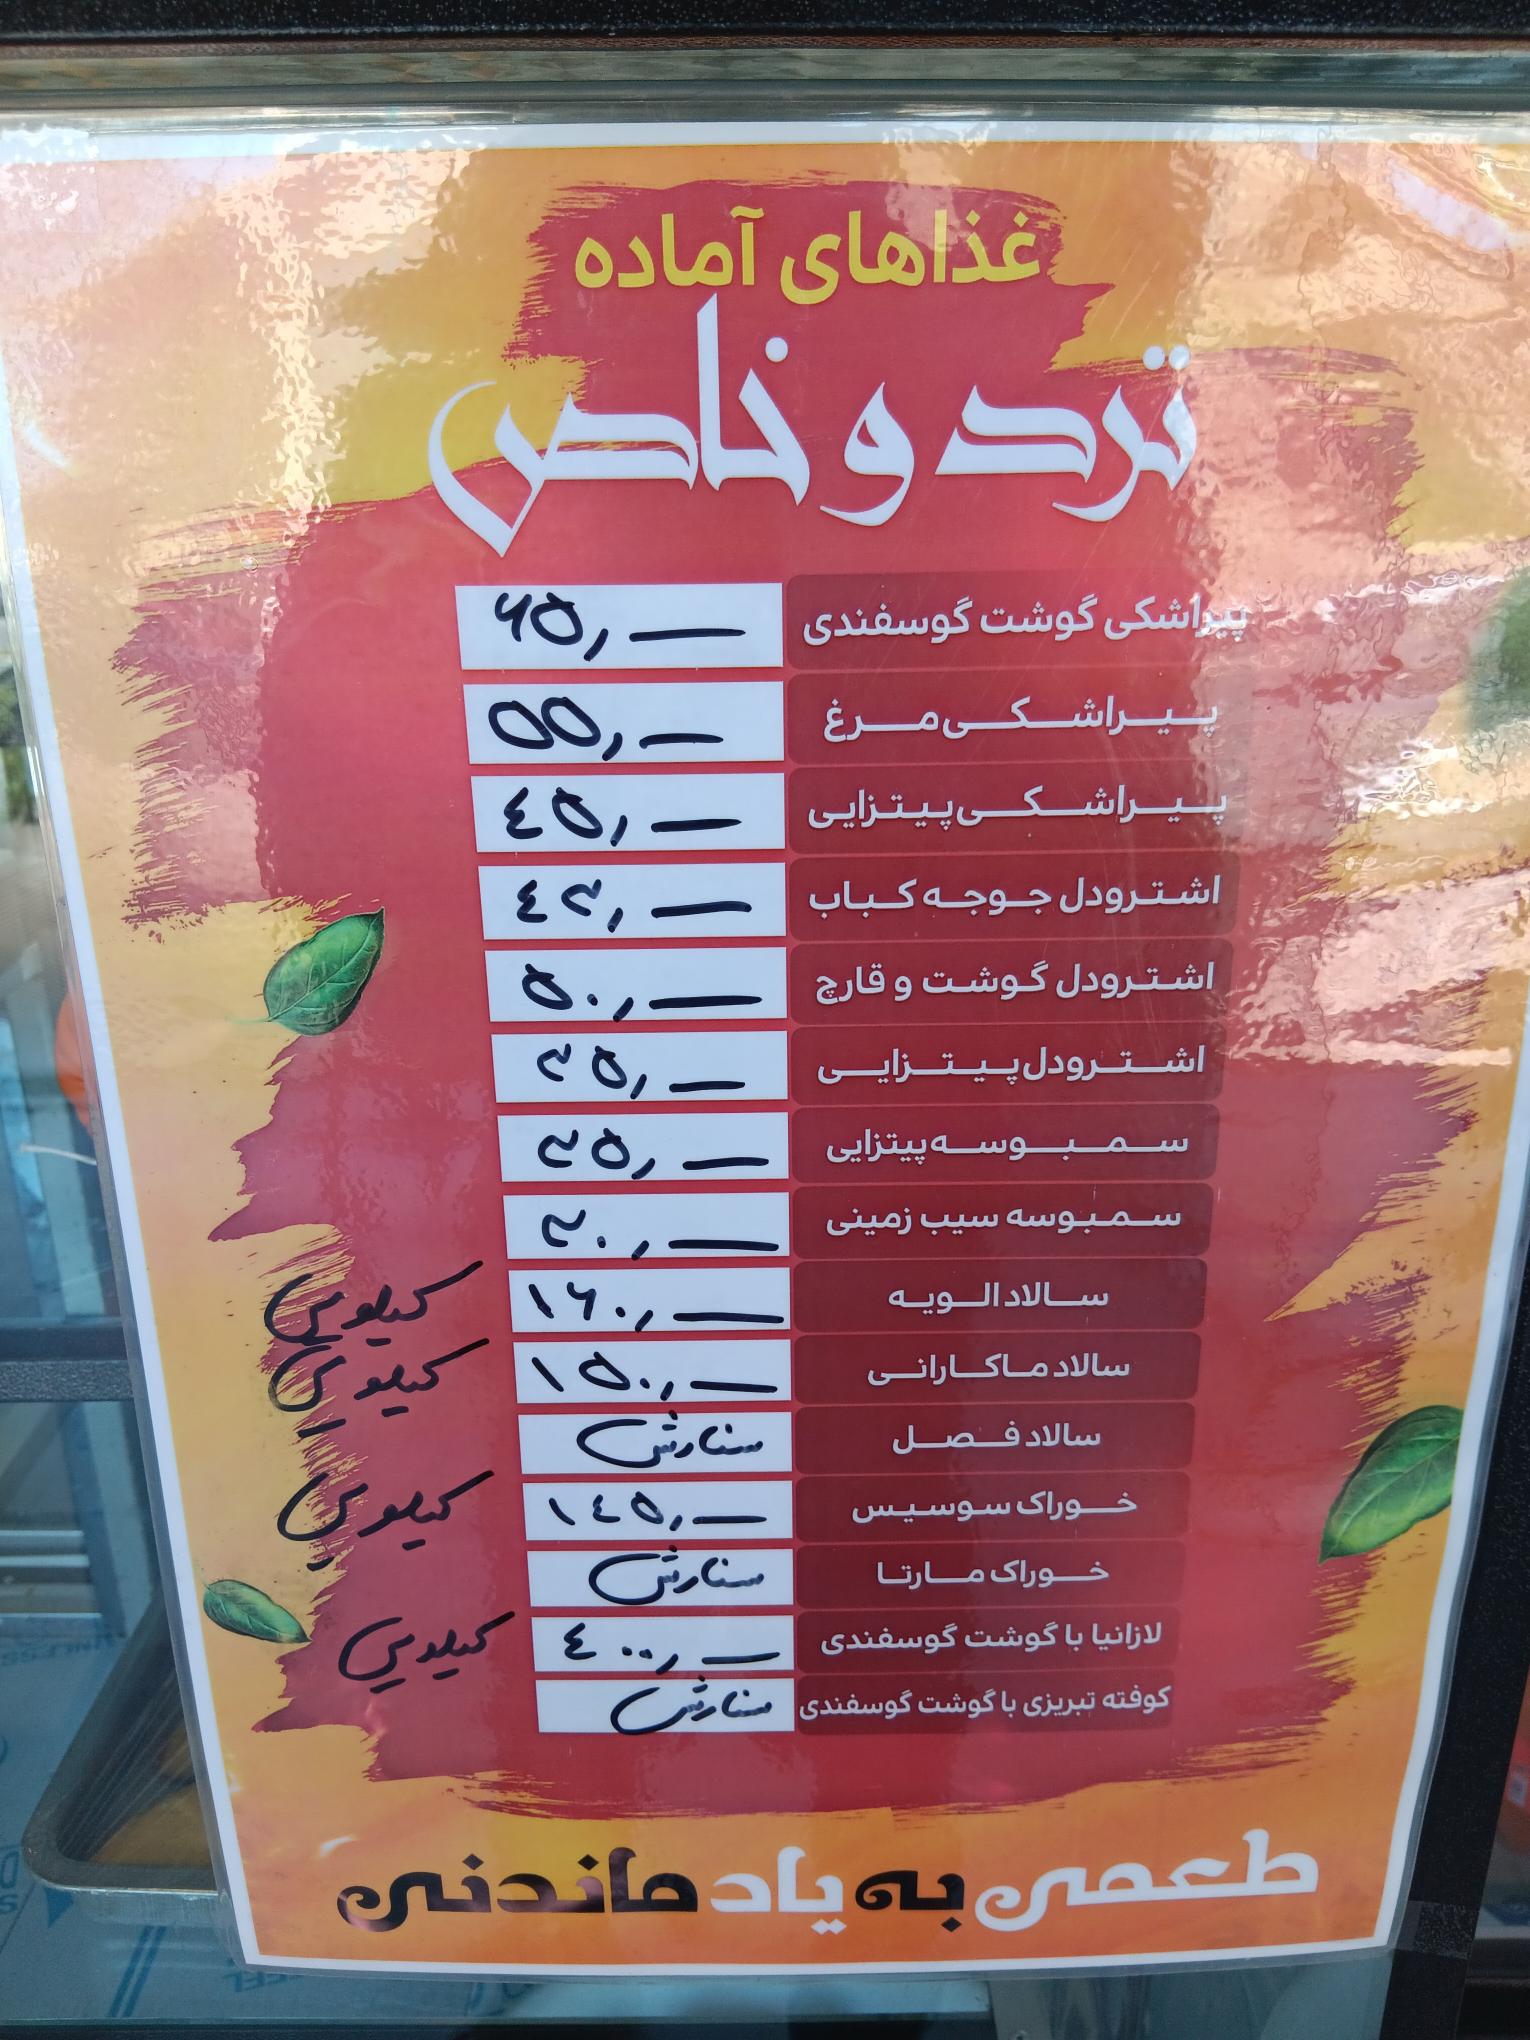 غذاهای آماده
ترد و خاص
پیراشکی گوشت گوسفندی ۶۵,—
پیراشکی مرغ ۵۵,—
پیراشکی پیتزایی ۴۵,—
اشترودل جوجه کباب ۴۲,—
اشترودل گوشت و قارچ ۵۰,—
اشترودل پیتزایی ۲۵,—
سمبوسه پیتزایی ۲۵,—
سمبوسه سیب زمینی ۲۰,—
سالاد الویه ۱۶۰,— کیلویی
سالاد ماکارانی ۱۵۰,— کیلویی
سالاد فصل سفارش
خوراک سوسیس ۱۴۵,— کیلویی
خوراک مارتا سفارش
لازانیا با گوشت گوسفندی ۴۰۰,— کیلویی
کوفته تبریزی با گوشت گوسفندی سفارش
طعمی به یاد ماندنی